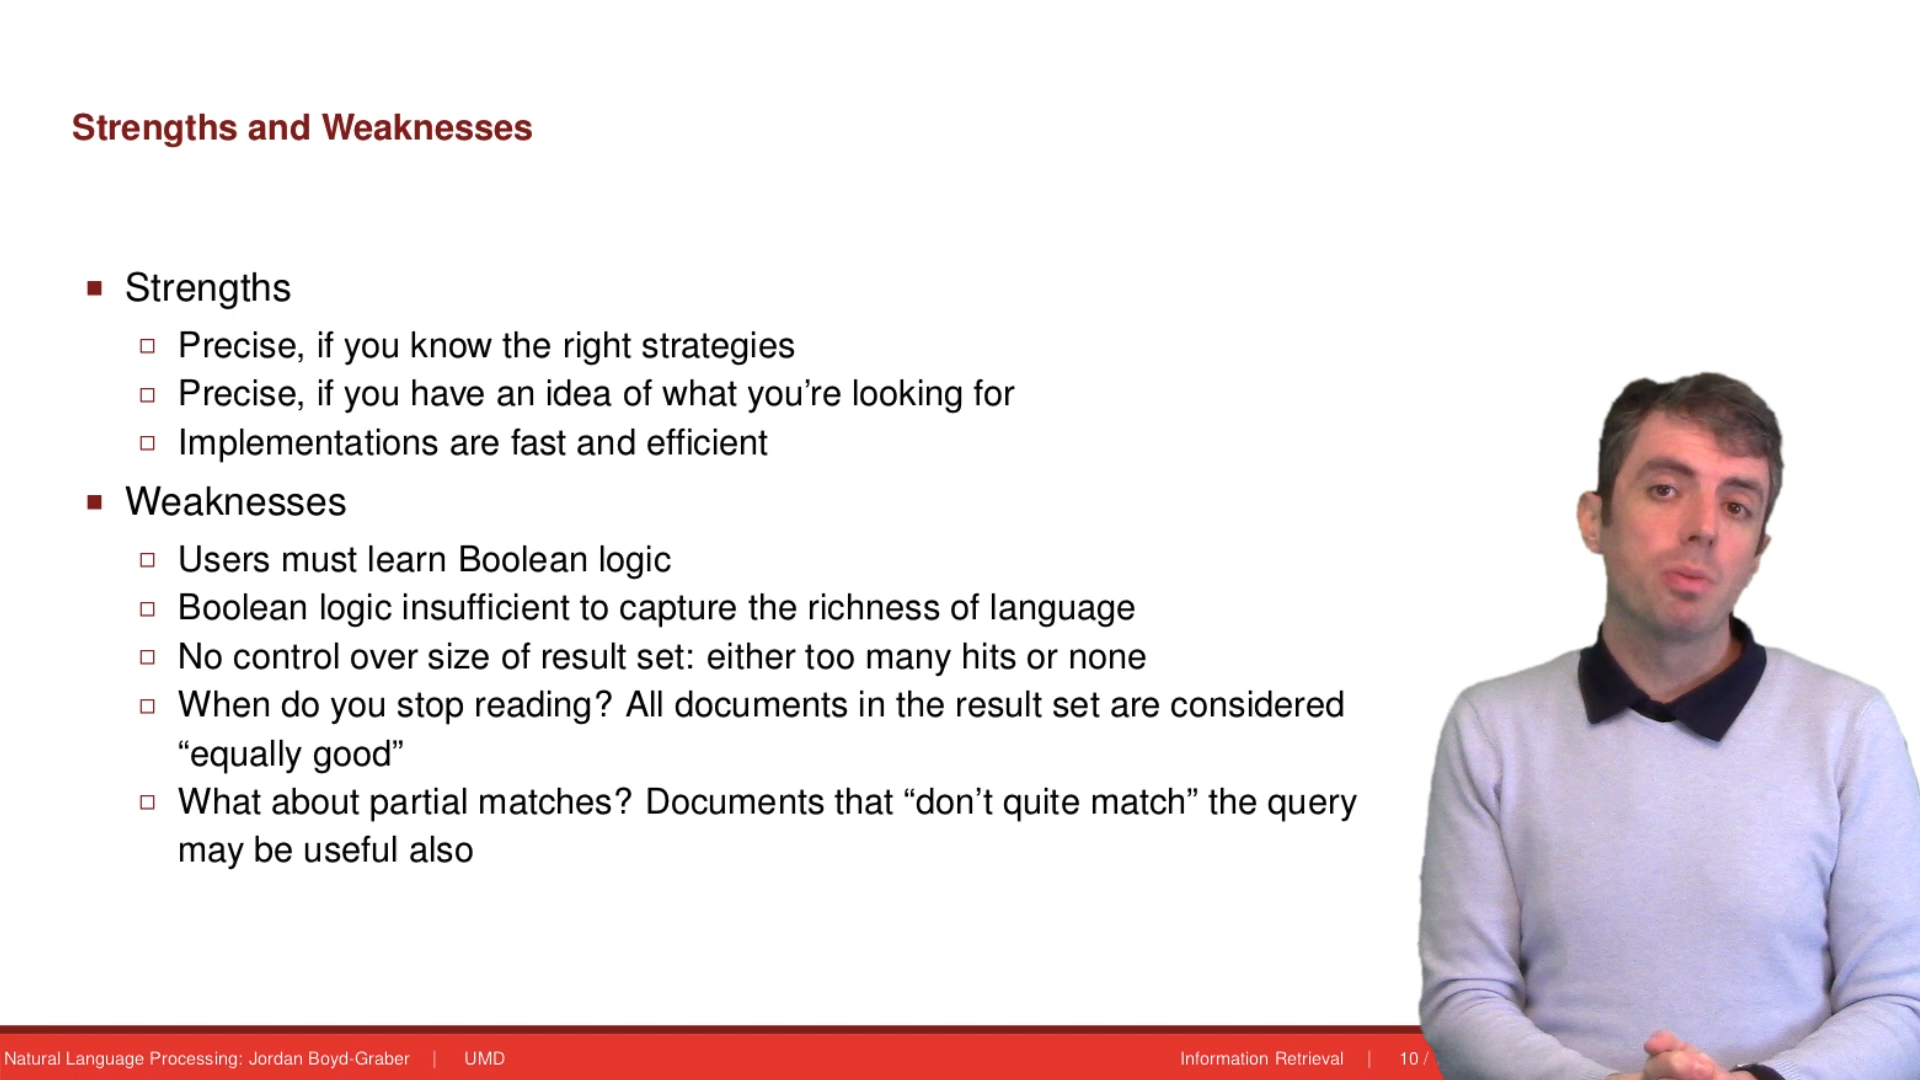 Strengths and Weaknesses
Strengths
Precise, if you know the right strategies
Precise, if you have an idea of what you’re looking for
Implementations are fast and efficient
Weaknesses
Users must learn Boolean logic
Boolean logic insufficient to capture the richness of language
No control over size of result set: either too many hits or none
When do you stop reading? All documents in the result set are considered
“equally good”
What about partial matches? Documents that “don’t quite match” the query
may be useful also
Natural Language Processing: Jordan Boyd-Graber | UMD Information Retrieval | 10 /